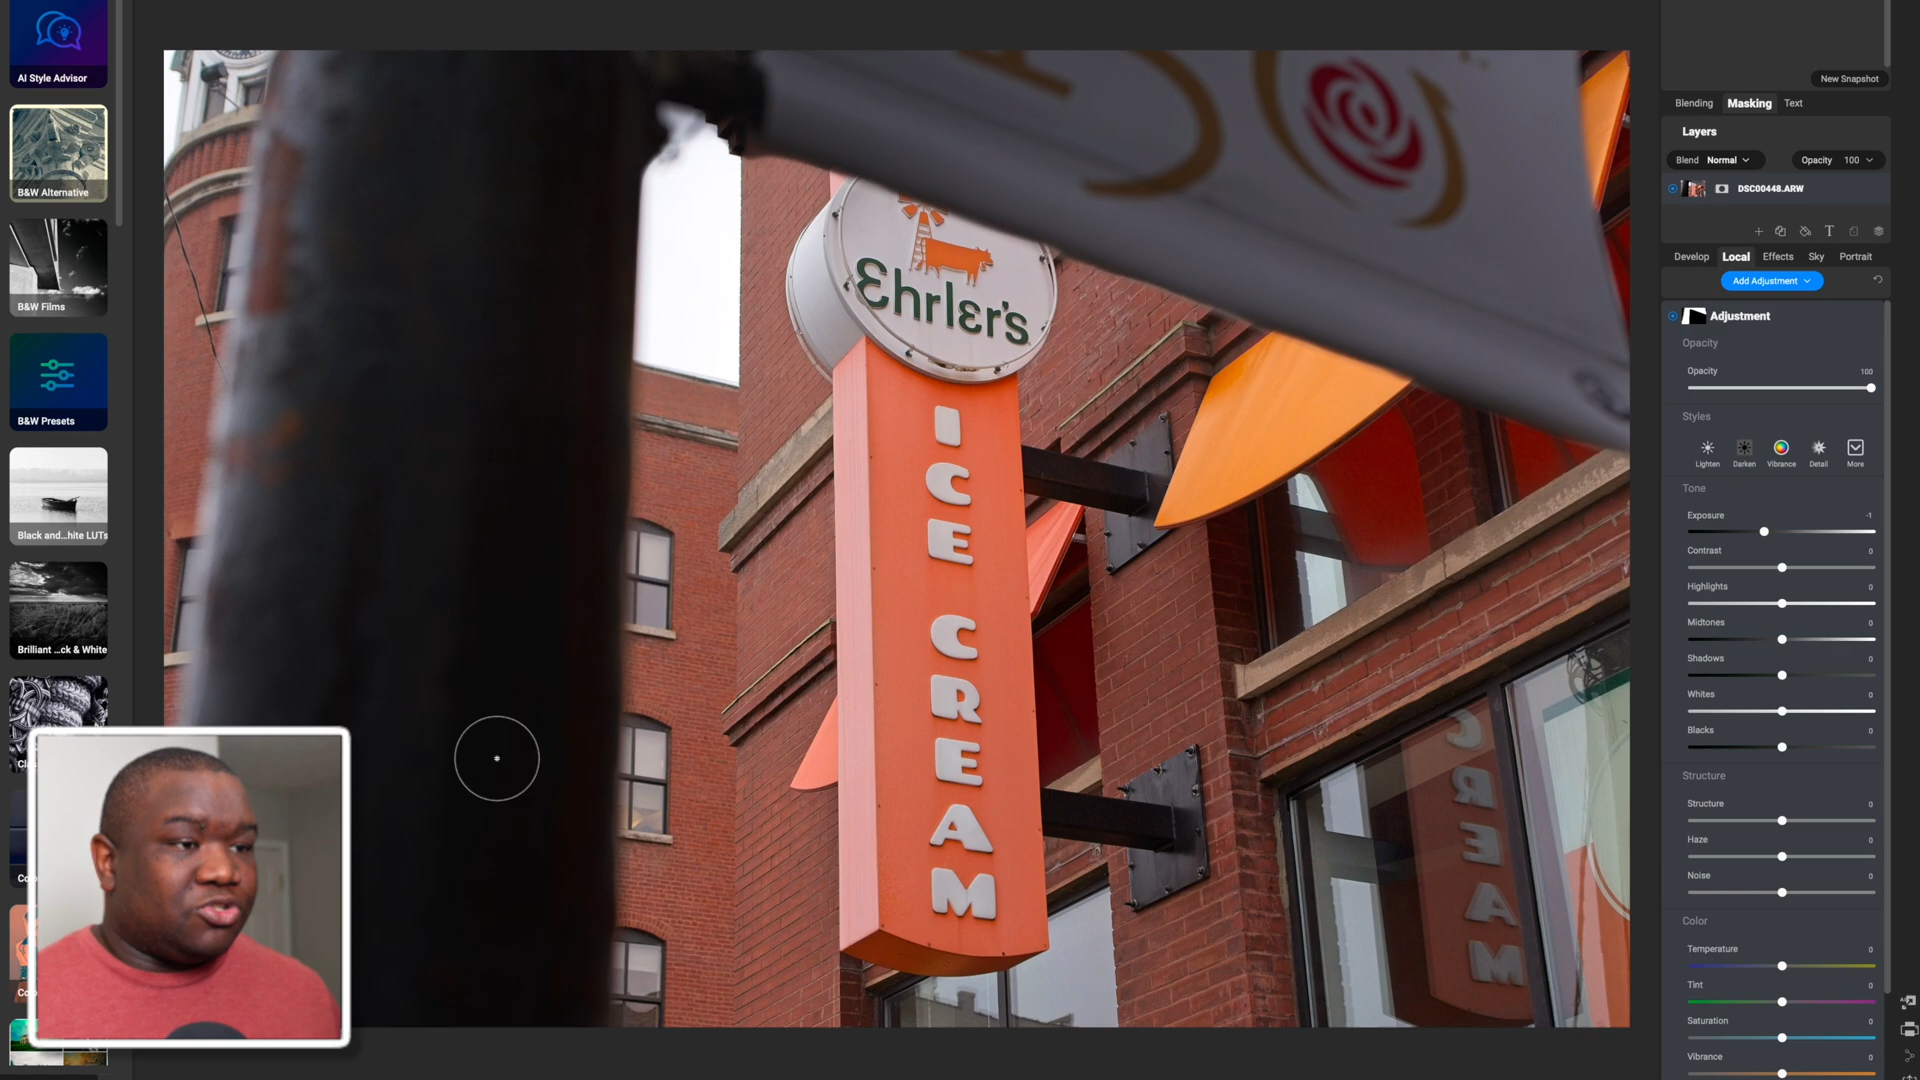 AI Style Advisor
B&W Alternative
B&W Films
B&W Presets
Black and...hite LUTs
Brilliant ...ck & White
Ehrler's
ICE
CREAM
CREAM
New Snapshot
Blending Masking Text
Layers
Blend Normal Opacity 100
DSC00448.ARW
Develop Local Effects Sky Portrait
Add Adjustment
Adjustment
Opacity
Opacity 100
Styles
Lighten Darken Vibrance Detail More
Tone
Exposure -1
Contrast 0
Highlights 0
Midtones 0
Shadows 0
Whites 0
Blacks 0
Structure
Structure 0
Haze 0
Noise 0
Color
Temperature 0
Tint 0
Saturation 0
Vibrance 0